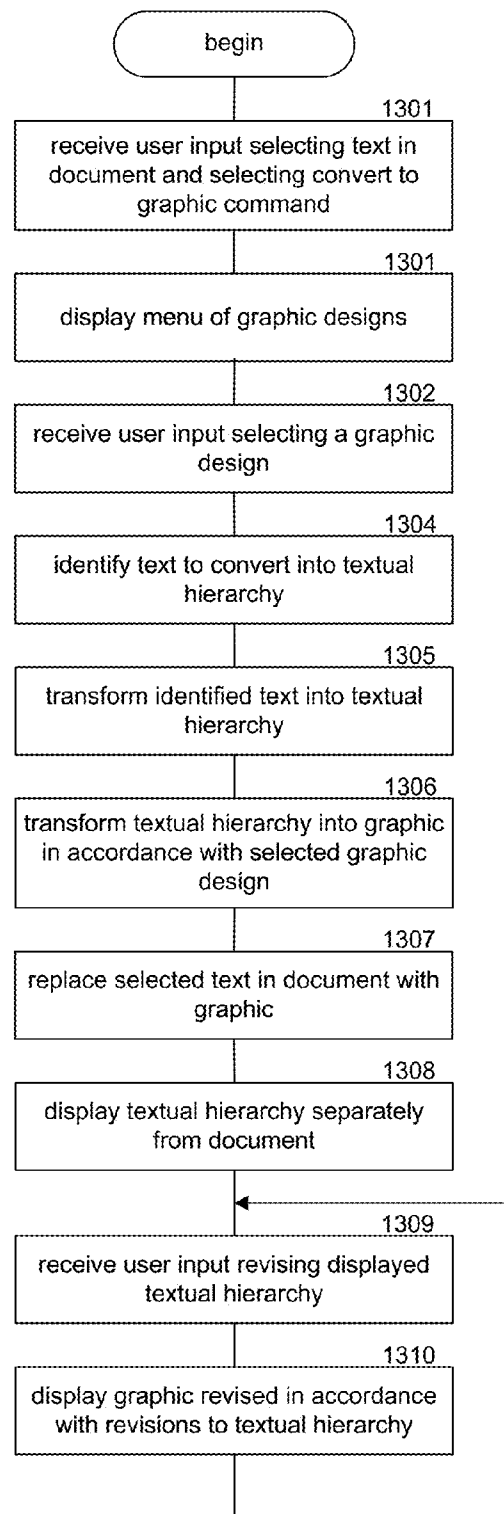 begin
1301
receive user input selecting text in
document and selecting convert to
graphic command
1301
display menu of graphic designs
1302
receive user input selecting a graphic
design
1304
identify text to convert into textual
hierarchy
1305
transform identified text into textual
hierarchy
1306
transform textual hierarchy into graphic
in accordance with selected graphic
design
1307
replace selected text in document with
graphic
1308
display textual hierarchy separately
from document
1309
receive user input revising displayed
textual hierarchy
1310
display graphic revised in accordance
with revisions to textual hierarchy